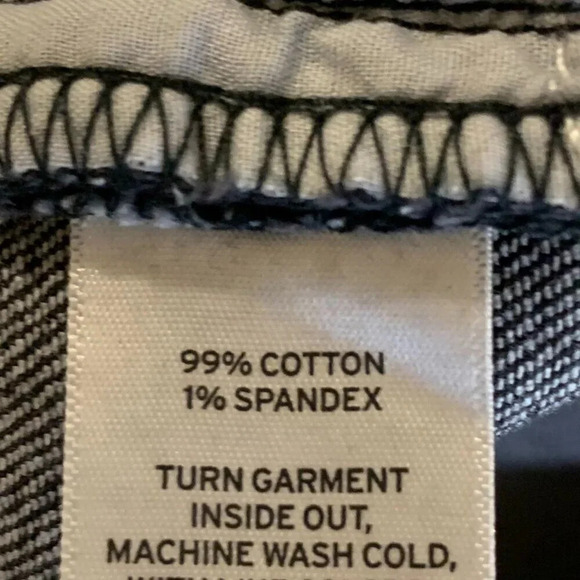 99% COTTON
1% SPANDEX
TURN GARMENT
INSIDE OUT,
MACHINE WASH COLD,